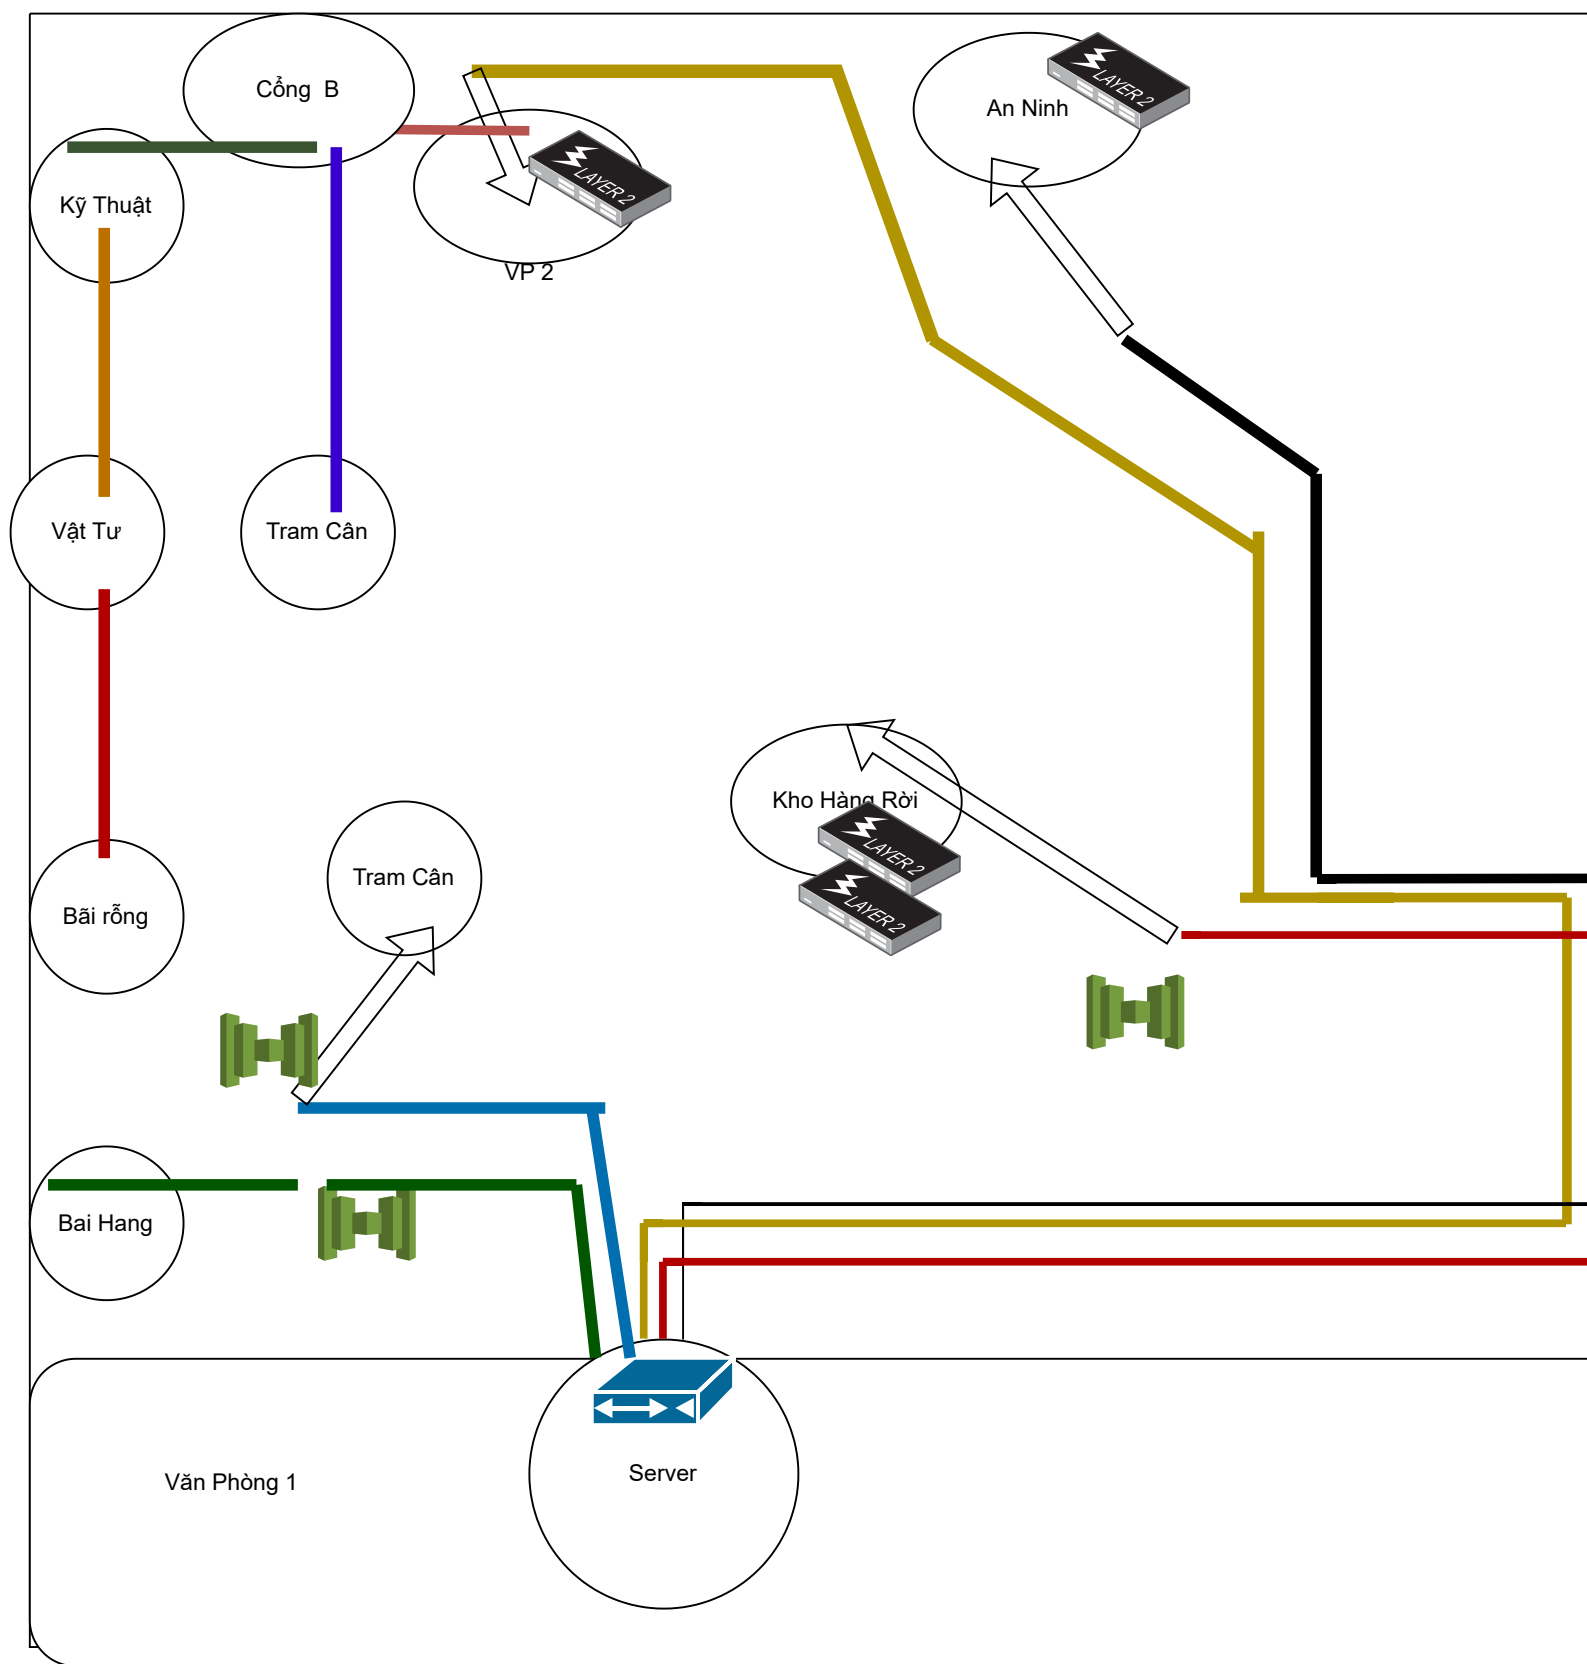 Cổng  B
An Ninh
LAYER 2
LAYER 2
Kỹ Thuật
VP 2
Vật Tư
Tram Cân
Kho Hàng Rời
LAYER 2
LAYER 2
Tram Cân
Bãi rỗng
Bai Hang
Văn Phòng 1
Server